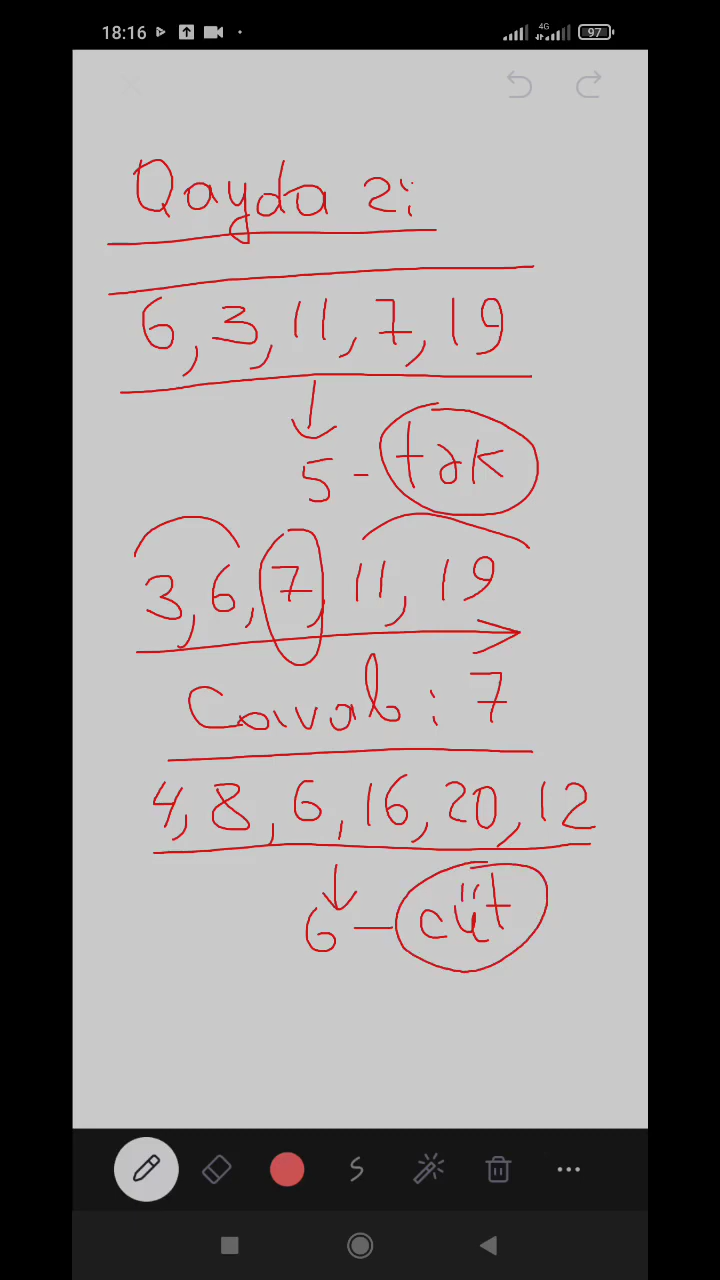 18:16 4G 97
Qayda 2:
6, 3, 11, 7, 19
5 - tək
3, 6, 7, 11, 19
Cavab: 7
4, 8, 6, 16, 20, 12
6 - cüt